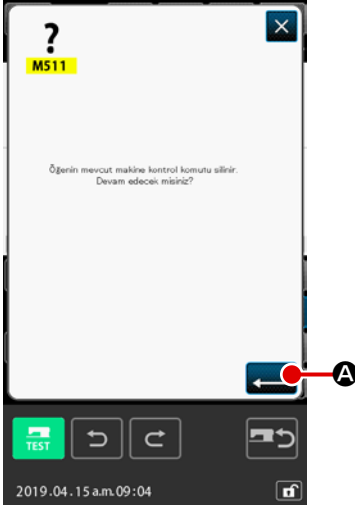 ?
M511
Öğenin mevcut makine kontrol komutu silinir.
Devam edecek misiniz?
A
TEST
2019.04.15 a.m. 09:04